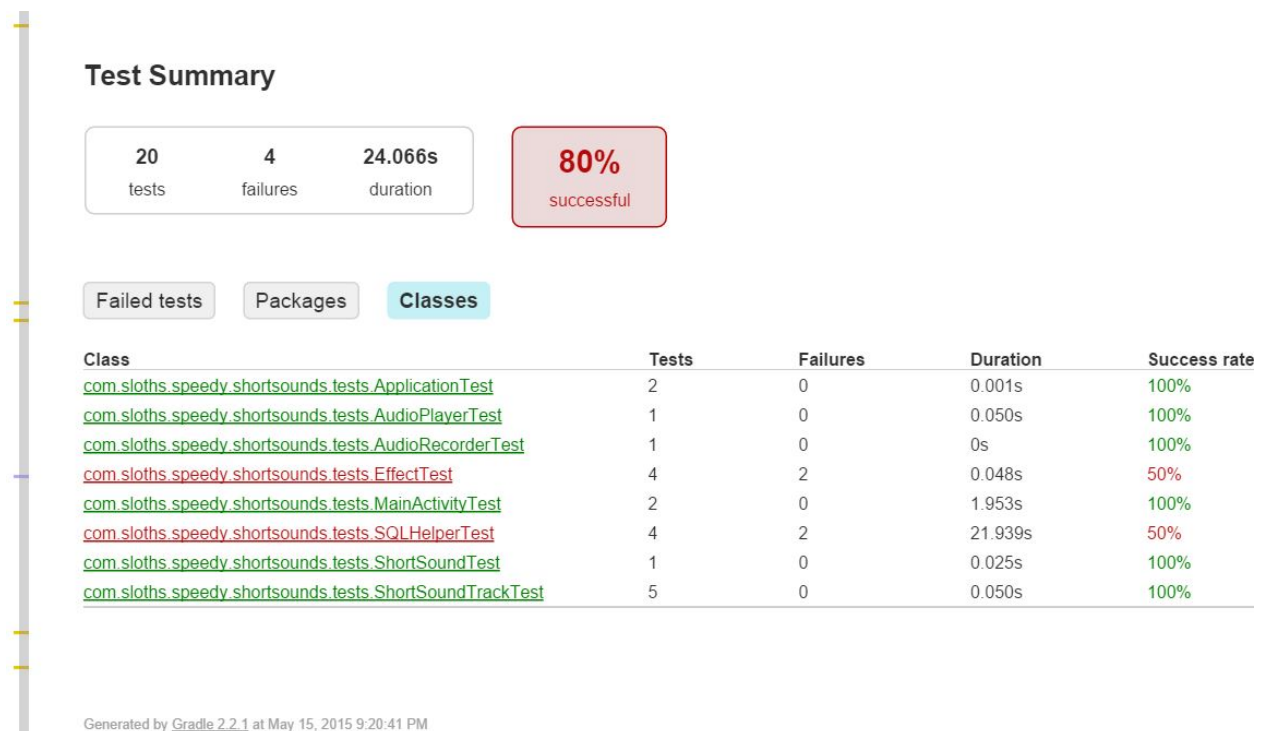 Test Summary
20 4 24.066s
tests failures duration
80%
successful
Failed tests Packages Classes
Class Tests Failures Duration Success rate
com.sloths.speedy.shortsounds.tests.ApplicationTest 2 0 0.001s 100%
com.sloths.speedy.shortsounds.tests.AudioPlayerTest 1 0 0.050s 100%
com.sloths.speedy.shortsounds.tests.AudioRecorderTest 1 0 0s 100%
com.sloths.speedy.shortsounds.tests.EffectTest 4 2 0.048s 50%
com.sloths.speedy.shortsounds.tests.MainActivityTest 2 0 1.953s 100%
com.sloths.speedy.shortsounds.tests.SQLHelperTest 4 2 21.939s 50%
com.sloths.speedy.shortsounds.tests.ShortSoundTest 1 0 0.025s 100%
com.sloths.speedy.shortsounds.tests.ShortSoundTrackTest 5 0 0.050s 100%
Generated by Gradle 2.2.1 at May 15, 2015 9:20:41 PM